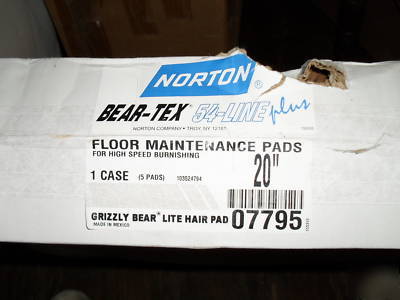 NORTON®
BEAR-TEX® 54-LINE plus
NORTON COMPANY • TROY, NY 12181
FLOOR MAINTENANCE PADS
FOR HIGH SPEED BURNISHING
1 CASE (5 PADS) 103524794 20"
GRIZZLY BEAR® LITE HAIR PAD 07795
MADE IN MEXICO